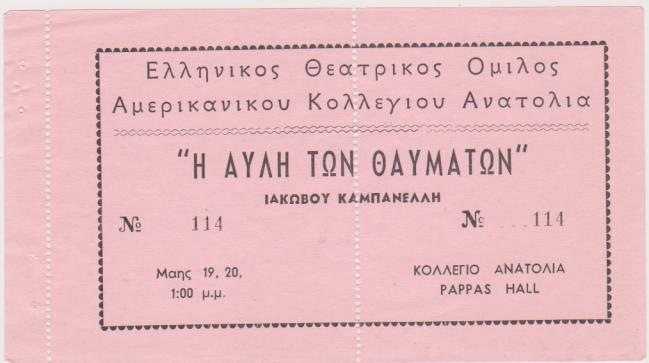 Ελληνικος Θεατρικος Ομιλος
Αμερικανικου Κολλεγιου Ανατολια
"Η ΑΥΛΗ ΤΩΝ ΘΑΥΜΑΤΩΝ"
ΙΑΚΩΒΟΥ ΚΑΜΠΑΝΕΛΛΗ
№ 114 № 114
Μαης 19, 20,
1:00 μ.μ.
ΚΟΛΛΕΓΙΟ ΑΝΑΤΟΛΙΑ
PAPPAS HALL